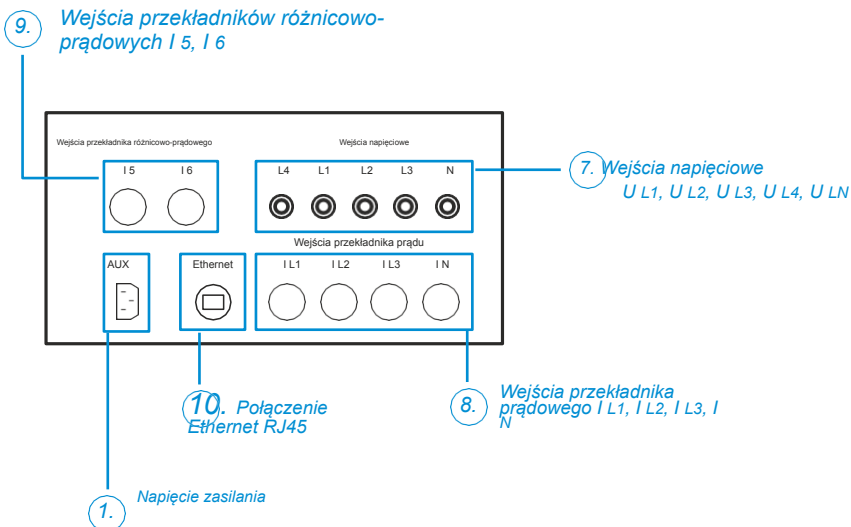 9.
Wejścia przekładników różnicowo-
prądowych I 5, I 6
Wejścia przekładnika różnicowo-prądowego
Wejścia napięciowe
I 5 I 6
L4 L1 L2 L3 N
7. Wejścia napięciowe
U L1, U L2, U L3, U L4, U LN
Wejścia przekładnika prądu
AUX
Ethernet
I L1 I L2 I L3 I N
8.
Wejścia przekładnika
prądowego I L1, I L2, I L3, I
N
10. Połączenie
Ethernet RJ45
1.
Napięcie zasilania